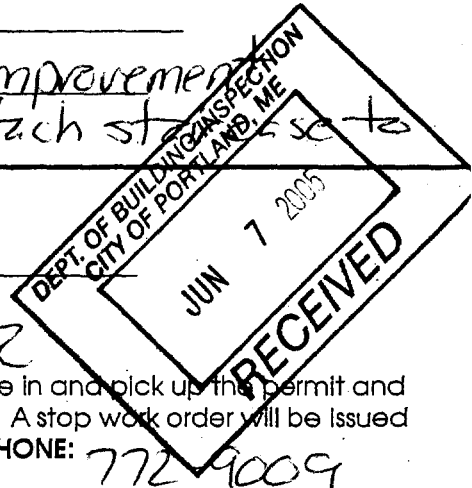 mprovement
ach staircase to
DEPT. OF BUILDING INSPECTION
CITY OF PORTLAND, ME
JUN 7 2005
RECEIVED
e in and pick up the permit and
A stop work order will be issued
HONE: 772-9009